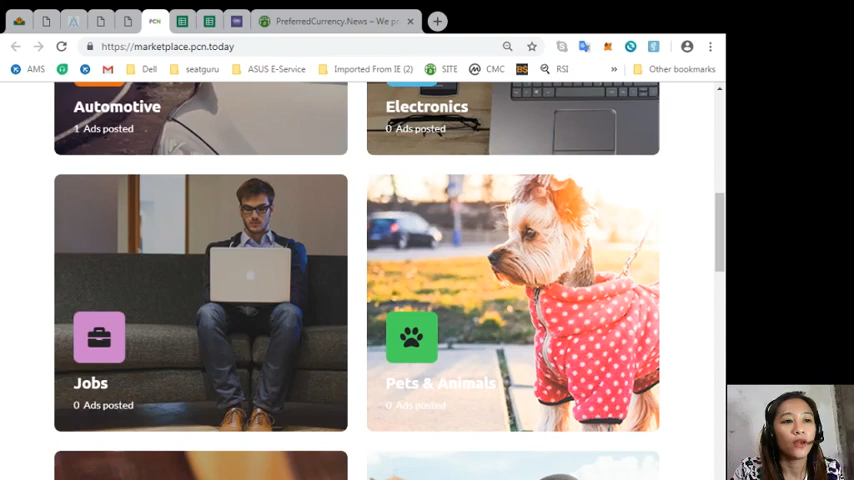 PCN
PreferredCurrency.News – We pr
https://marketplace.pcn.today
AMS
Dell
seatguru
ASUS E-Service
Imported From IE (2)
SITE
CMC
BS
RSI
»
Other bookmarks
Automotive
1 Ads posted
Electronics
0 Ads posted
Jobs
0 Ads posted
Pets & Animals
0 Ads posted